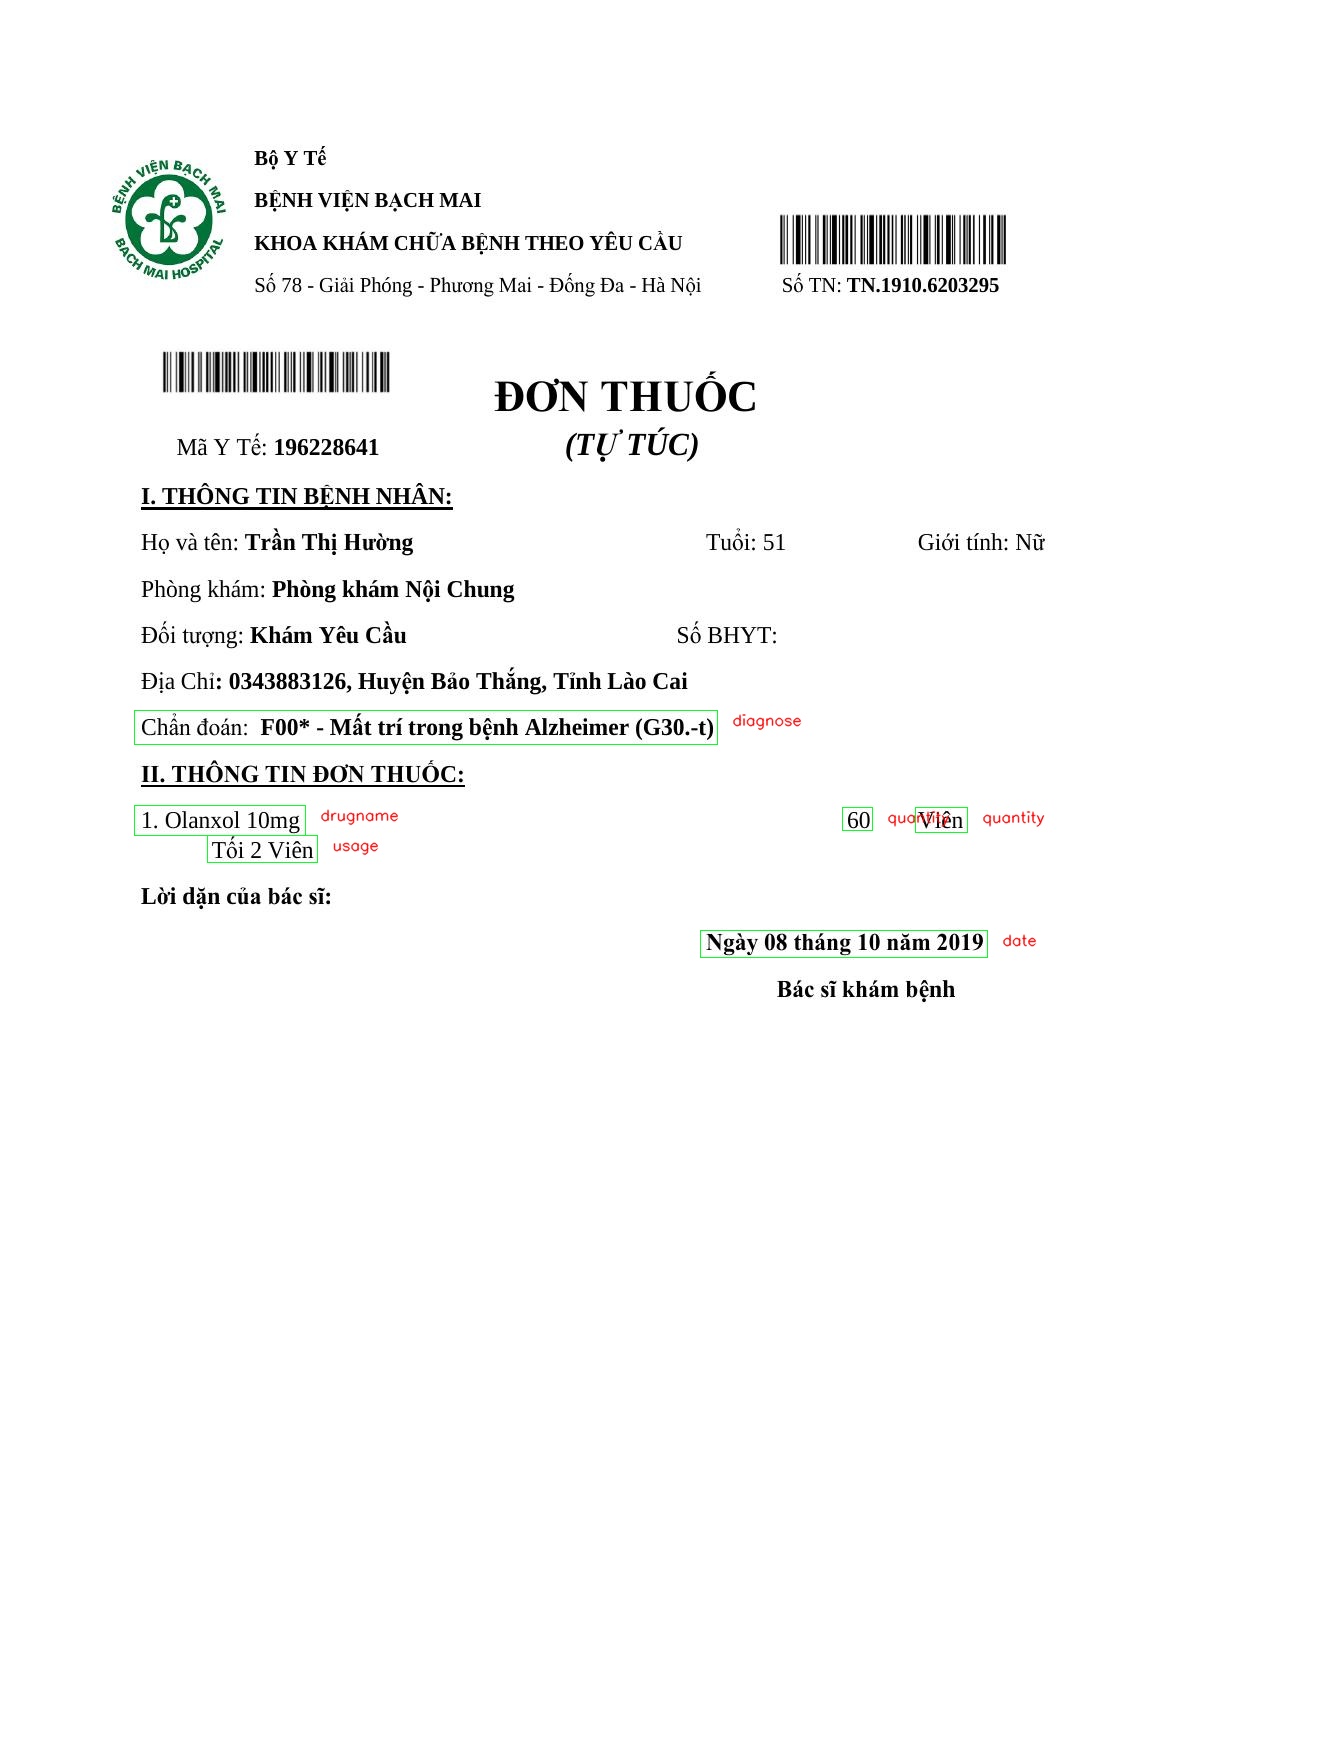 BỆNH VIỆN BẠCH MAI
BACH MAI HOSPITAL
Bộ Y Tế
BỆNH VIỆN BẠCH MAI
KHOA KHÁM CHỮA BỆNH THEO YÊU CẦU
Số 78 - Giải Phóng - Phương Mai - Đống Đa - Hà Nội
Số TN: TN.1910.6203295
ĐƠN THUỐC
(TỰ TÚC)
Mã Y Tế: 196228641
I. THÔNG TIN BỆNH NHÂN:
Họ và tên: Trần Thị Hường Tuổi: 51 Giới tính: Nữ
Phòng khám: Phòng khám Nội Chung
Đối tượng: Khám Yêu Cầu Số BHYT:
Địa Chỉ: 0343883126, Huyện Bảo Thắng, Tỉnh Lào Cai
Chẩn đoán: F00* - Mất trí trong bệnh Alzheimer (G30.-t) diagnose
II. THÔNG TIN ĐƠN THUỐC:
1. Olanxol 10mg drugname 60 quantity Viên quantity
Tối 2 Viên usage
Lời dặn của bác sĩ:
Ngày 08 tháng 10 năm 2019 date
Bác sĩ khám bệnh